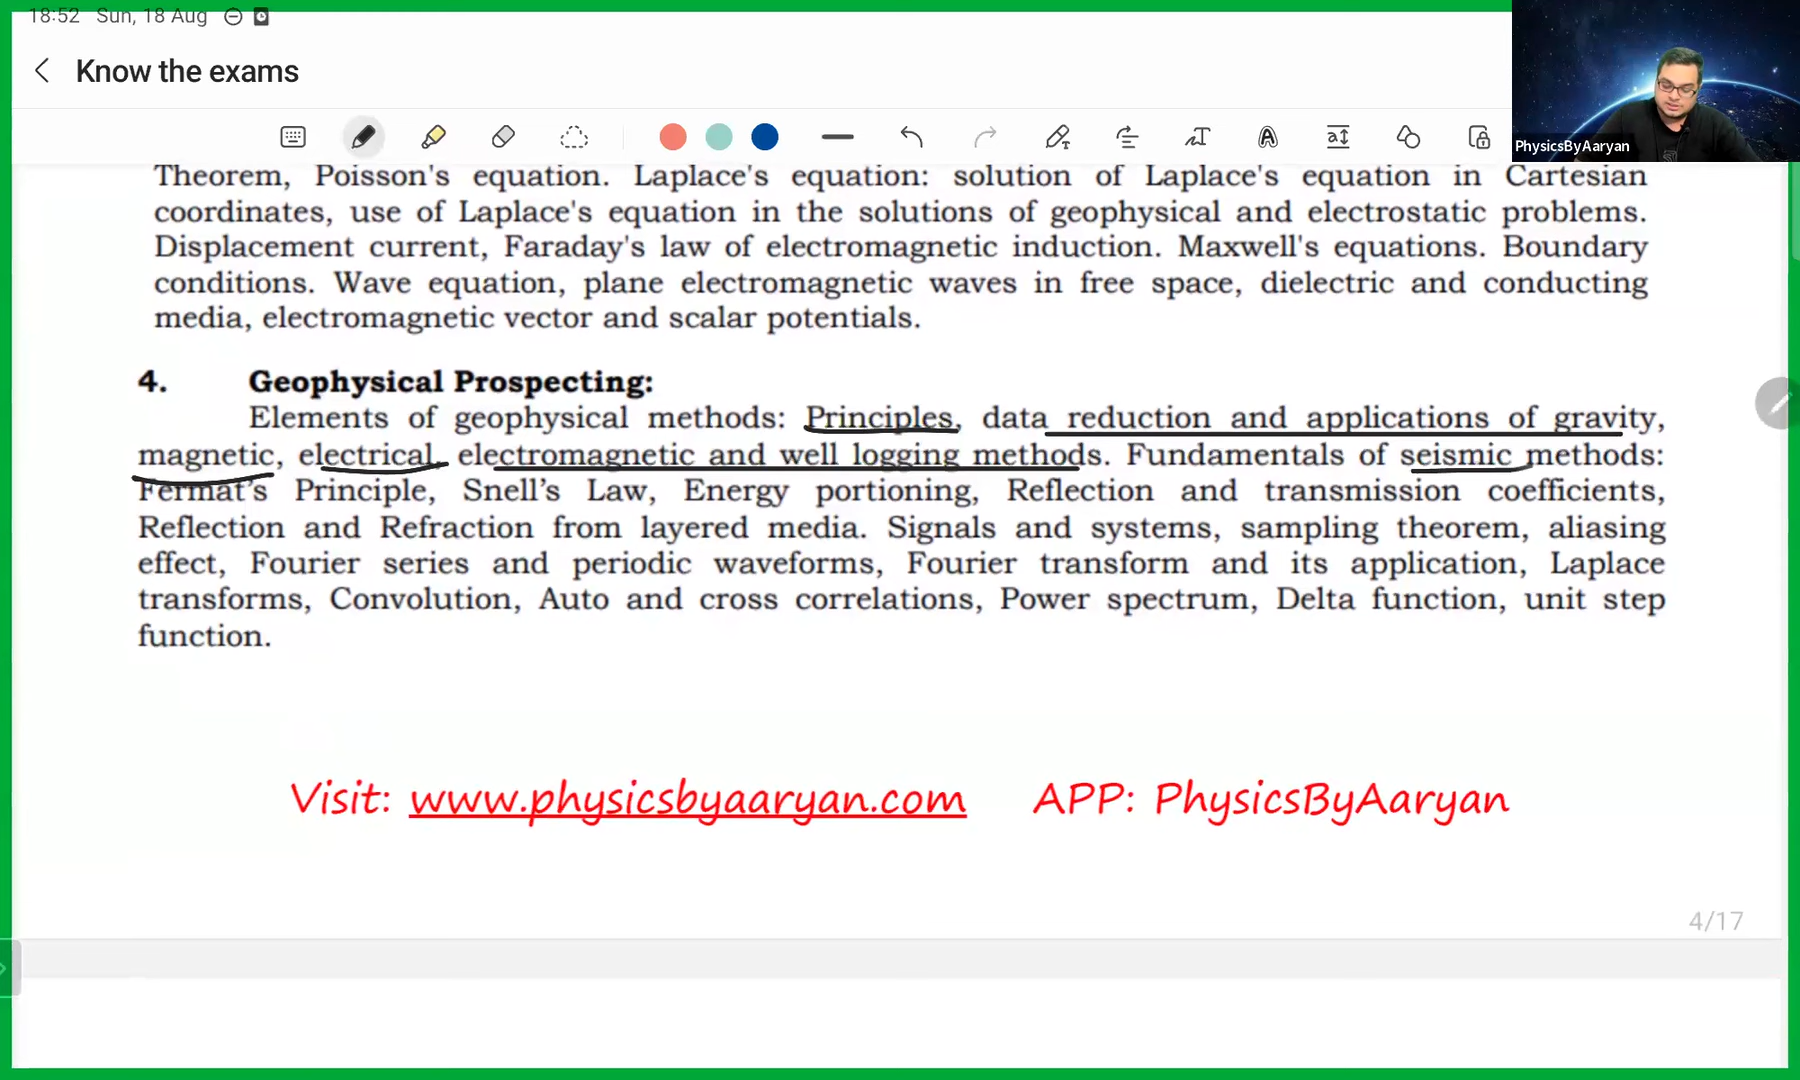 18:52 Sun, 18 Aug
Know the exams
PhysicsByAaryan
Theorem, Poisson's equation. Laplace's equation: solution of Laplace's equation in Cartesian
coordinates, use of Laplace's equation in the solutions of geophysical and electrostatic problems.
Displacement current, Faraday's law of electromagnetic induction. Maxwell's equations. Boundary
conditions. Wave equation, plane electromagnetic waves in free space, dielectric and conducting
media, electromagnetic vector and scalar potentials.
4. Geophysical Prospecting:
Elements of geophysical methods: Principles, data reduction and applications of gravity,
magnetic, electrical, electromagnetic and well logging methods. Fundamentals of seismic methods:
Fermat's Principle, Snell's Law, Energy portioning, Reflection and transmission coefficients,
Reflection and Refraction from layered media. Signals and systems, sampling theorem, aliasing
effect, Fourier series and periodic waveforms, Fourier transform and its application, Laplace
transforms, Convolution, Auto and cross correlations, Power spectrum, Delta function, unit step
function.
Visit: www.physicsbyaaryan.com APP: PhysicsByAaryan
4/17